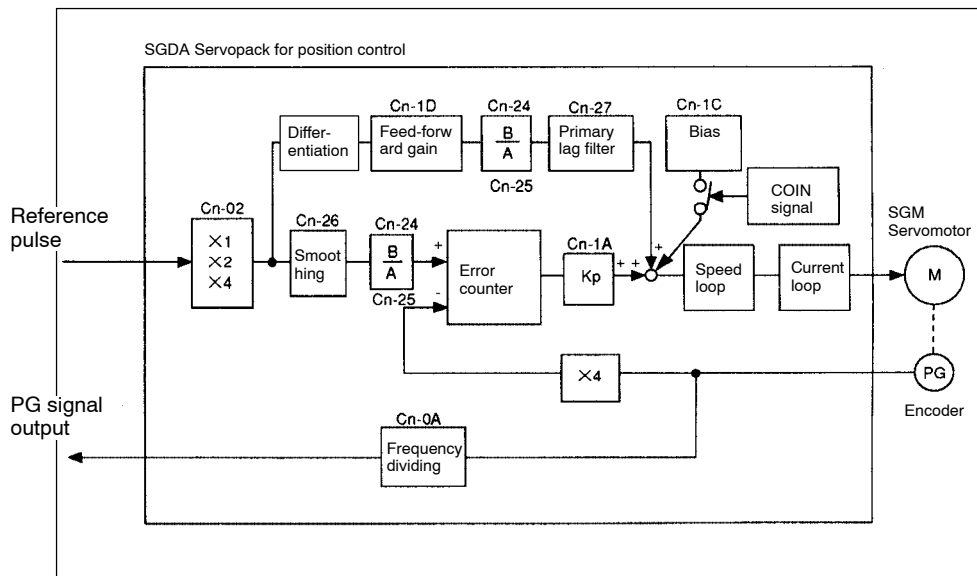 SGDA Servopack for position control
Cn-1D
Cn-24
Cn-27
Cn-1C
Differ-
entiation
Feed-forw
ard gain
B
A
Primary
lag filter
Bias
Cn-25
COIN
signal
Reference
pulse
Cn-02
×1
×2
×4
Cn-26
Smoot
hing
Cn-24
B
A
Cn-25
+
-
Error
counter
Cn-1A
Kp
+ +
+
Speed
loop
Current
loop
SGM
Servomotor
M
×4
PG
Encoder
PG signal
output
Cn-0A
Frequency
dividing